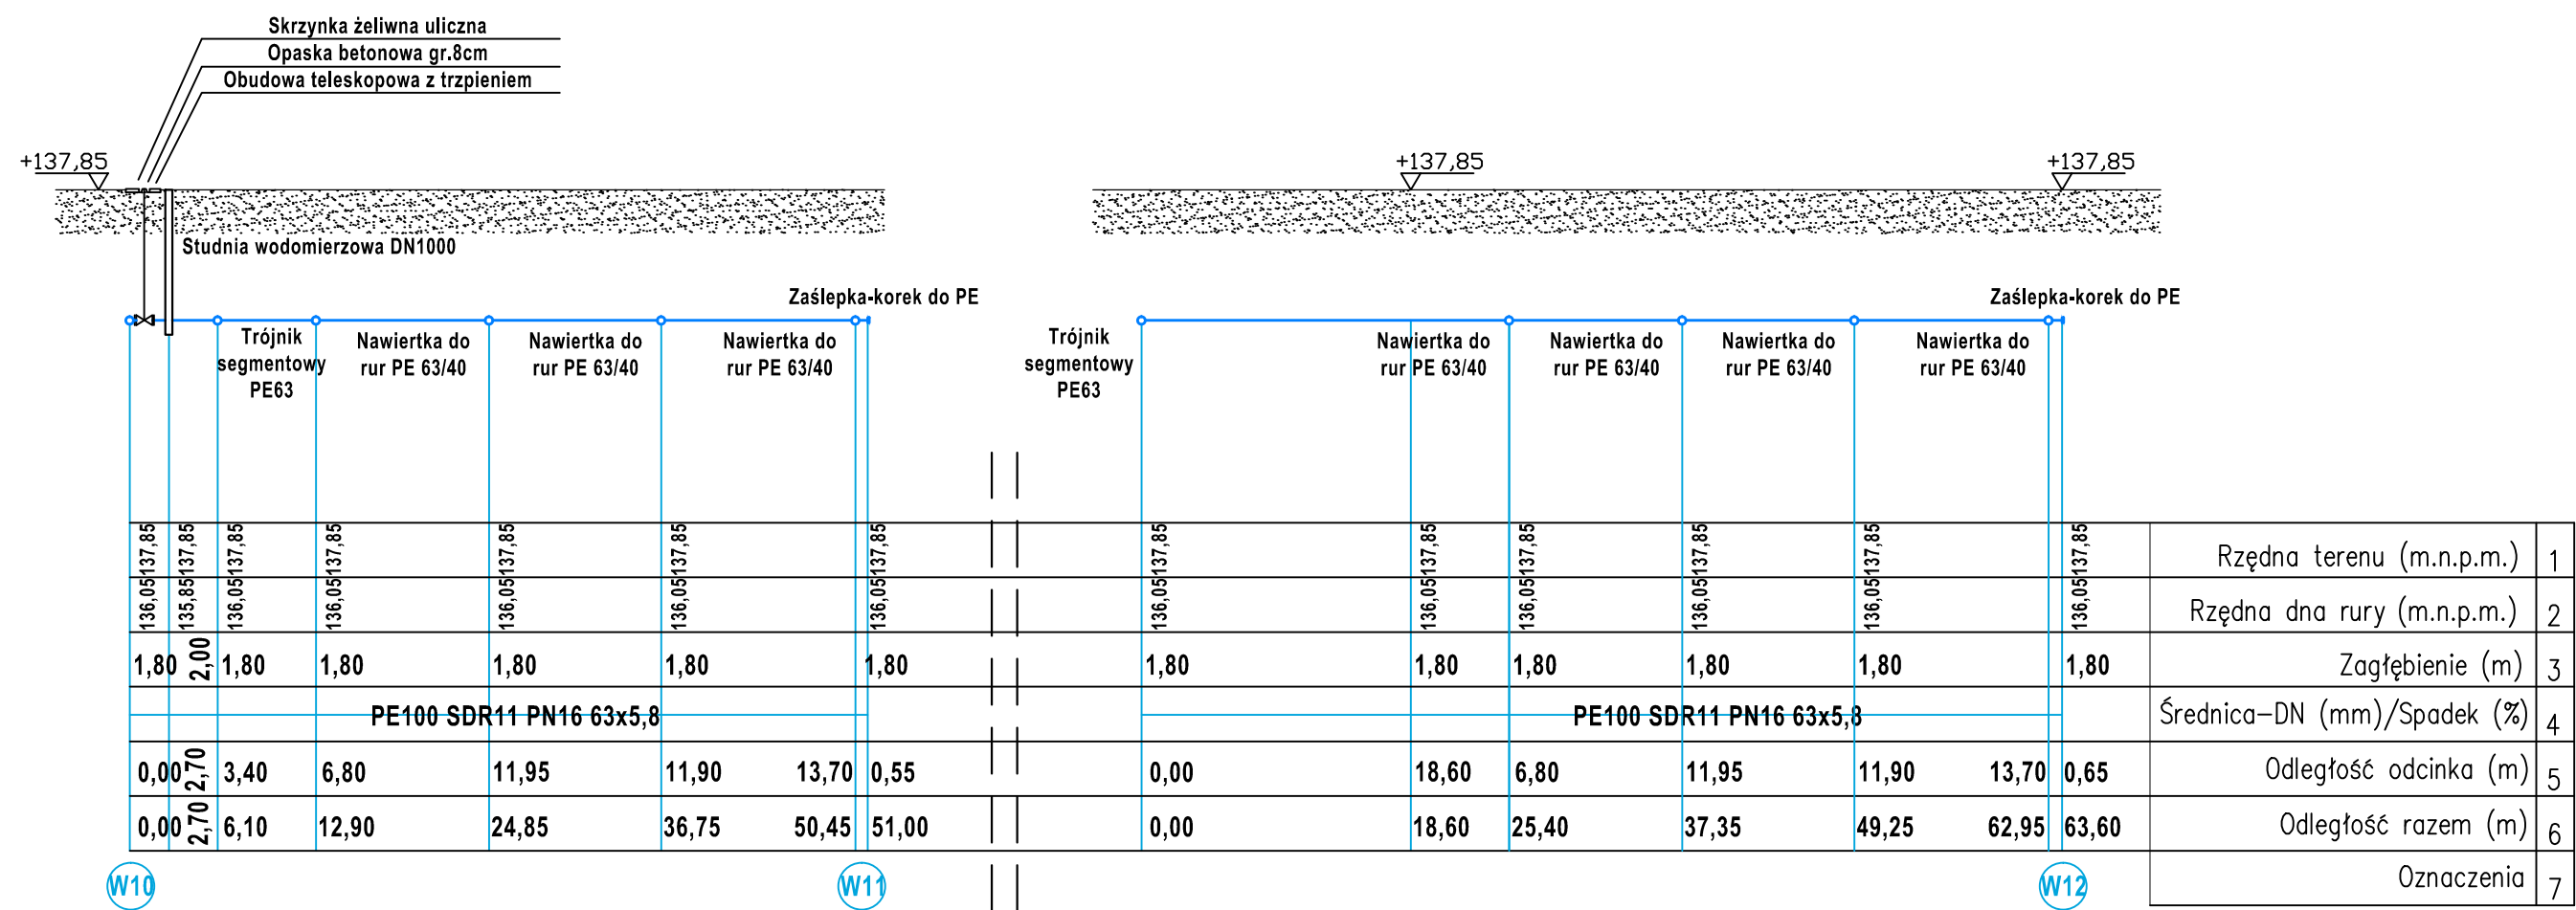 Skrzynka żeliwna uliczna
Opaska betonowa gr.8cm
Obudowa teleskopowa z trzpieniem
+137,85
+137,85
+137,85
Studnia wodomierzowa DN1000
Zaślepka-korek do PE
Zaślepka-korek do PE
Trójnik
segmentowy
PE63
Nawiertka do
rur PE 63/40
Nawiertka do
rur PE 63/40
Nawiertka do
rur PE 63/40
Trójnik
segmentowy
PE63
Nawiertka do
rur PE 63/40
Nawiertka do
rur PE 63/40
Nawiertka do
rur PE 63/40
Nawiertka do
rur PE 63/40
137,85 137,85 137,85 137,85 137,85 137,85 137,85 137,85 137,85 137,85 137,85 137,85 137,85 Rzędna terenu (m.n.p.m.) 1
136,05 135,85 136,05 136,05 136,05 136,05 136,05 136,05 136,05 136,05 136,05 136,05 136,05 Rzędna dna rury (m.n.p.m.) 2
1,80 2,00 1,80 1,80 1,80 1,80 1,80 1,80 1,80 1,80 1,80 1,80 1,80 Zagłębienie (m) 3
PE100 SDR11 PN16 63x5,8 PE100 SDR11 PN16 63x5,8 Średnica-DN (mm)/Spadek (%) 4
0,00 2,70 3,40 6,80 11,95 11,90 13,70 0,55 0,00 18,60 6,80 11,95 11,90 13,70 0,65 Odległość odcinka (m) 5
0,00 2,70 6,10 12,90 24,85 36,75 50,45 51,00 0,00 18,60 25,40 37,35 49,25 62,95 63,60 Odległość razem (m) 6
W10 W11 W12 Oznaczenia 7